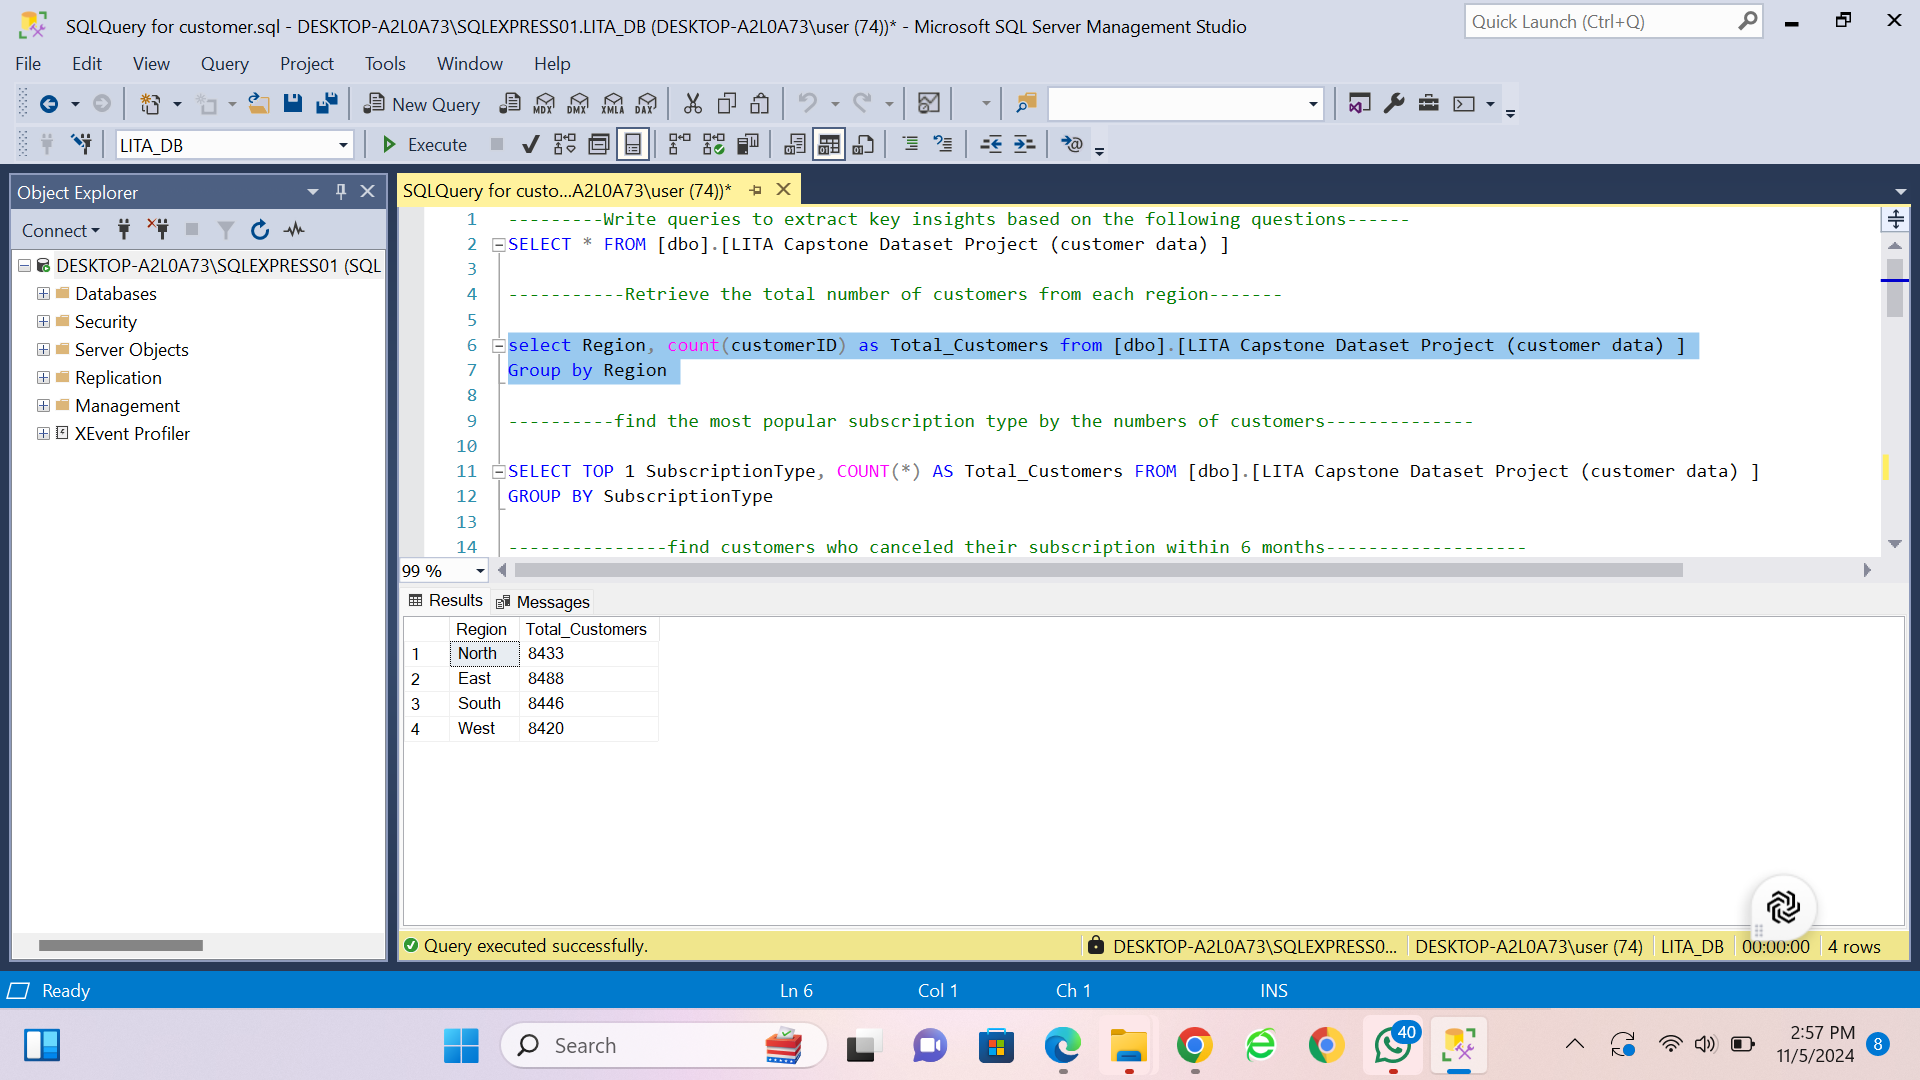 SQLQuery for customer.sql - DESKTOP-A2L0A73\SQLEXPRESS01.LITA_DB (DESKTOP-A2L0A73\user (74))* - Microsoft SQL Server Management Studio
Quick Launch (Ctrl+Q)
File Edit View Query Project Tools Window Help
New Query MDX DMX XMLA DAX
LITA_DB Execute
Object Explorer
SQLQuery for custo...A2L0A73\user (74))*
Connect
DESKTOP-A2L0A73\SQLEXPRESS01 (SQL
Databases
Security
Server Objects
Replication
Management
XEvent Profiler
1 ---------Write queries to extract key insights based on the following questions------
2 SELECT * FROM [dbo].[LITA Capstone Dataset Project (customer data) ]
3
4 -----------Retrieve the total number of customers from each region-------
5
6 select Region, count(customerID) as Total_Customers from [dbo].[LITA Capstone Dataset Project (customer data) ]
7 Group by Region
8
9 ----------find the most popular subscription type by the numbers of customers--------------
10
11 SELECT TOP 1 SubscriptionType, COUNT(*) AS Total_Customers FROM [dbo].[LITA Capstone Dataset Project (customer data) ]
12 GROUP BY SubscriptionType
13
14 ---------------find customers who canceled their subscription within 6 months-------------------
99 %
Results Messages
Region Total_Customers
1 North 8433
2 East 8488
3 South 8446
4 West 8420
Query executed successfully.
DESKTOP-A2L0A73\SQLEXPRESS0... DESKTOP-A2L0A73\user (74) LITA_DB 00:00:00 4 rows
Ready Ln 6 Col 1 Ch 1 INS
Search
40
2:57 PM
11/5/2024
8